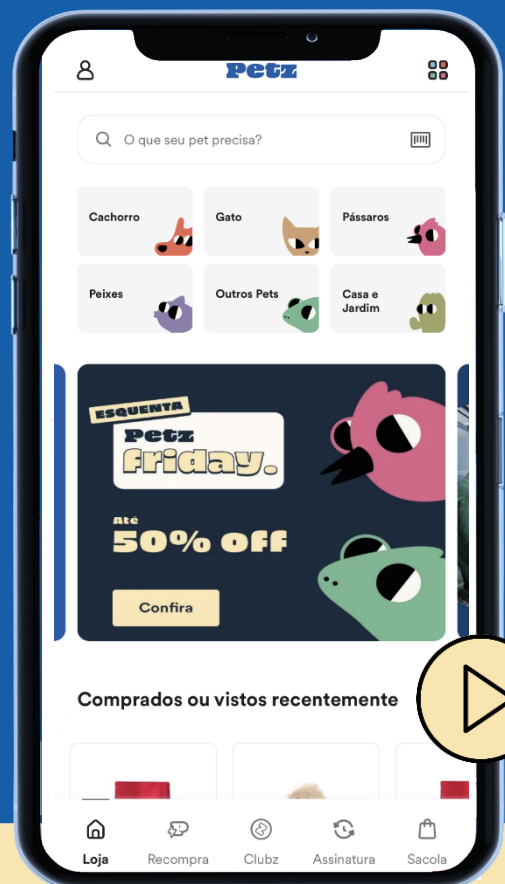 Petz
O que seu pet precisa?
Cachorro
Gato
Pássaros
Peixes
Outros Pets
Casa e
Jardim
ESQUENTA
Petz
friday.
Até
50% OFF
Confira
Comprados ou vistos recentemente
Loja
Recompra
Clubz
Assinatura
Sacola